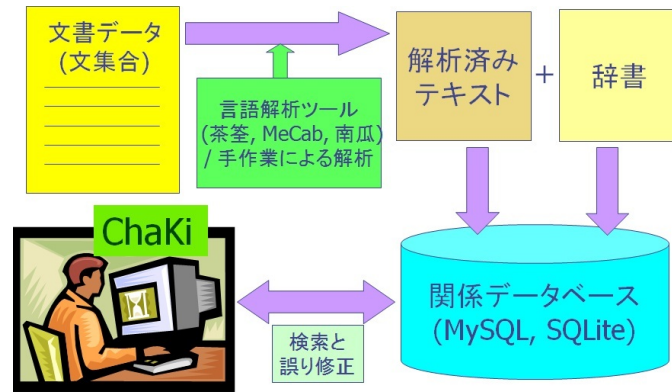 文書データ
(文集合)
言語解析ツール
(茶筌, MeCab, 南瓜)
/ 手作業による解析
解析済み
テキスト
+
辞書
ChaKi
検索と
誤り修正
関係データベース
(MySQL, SQLite)